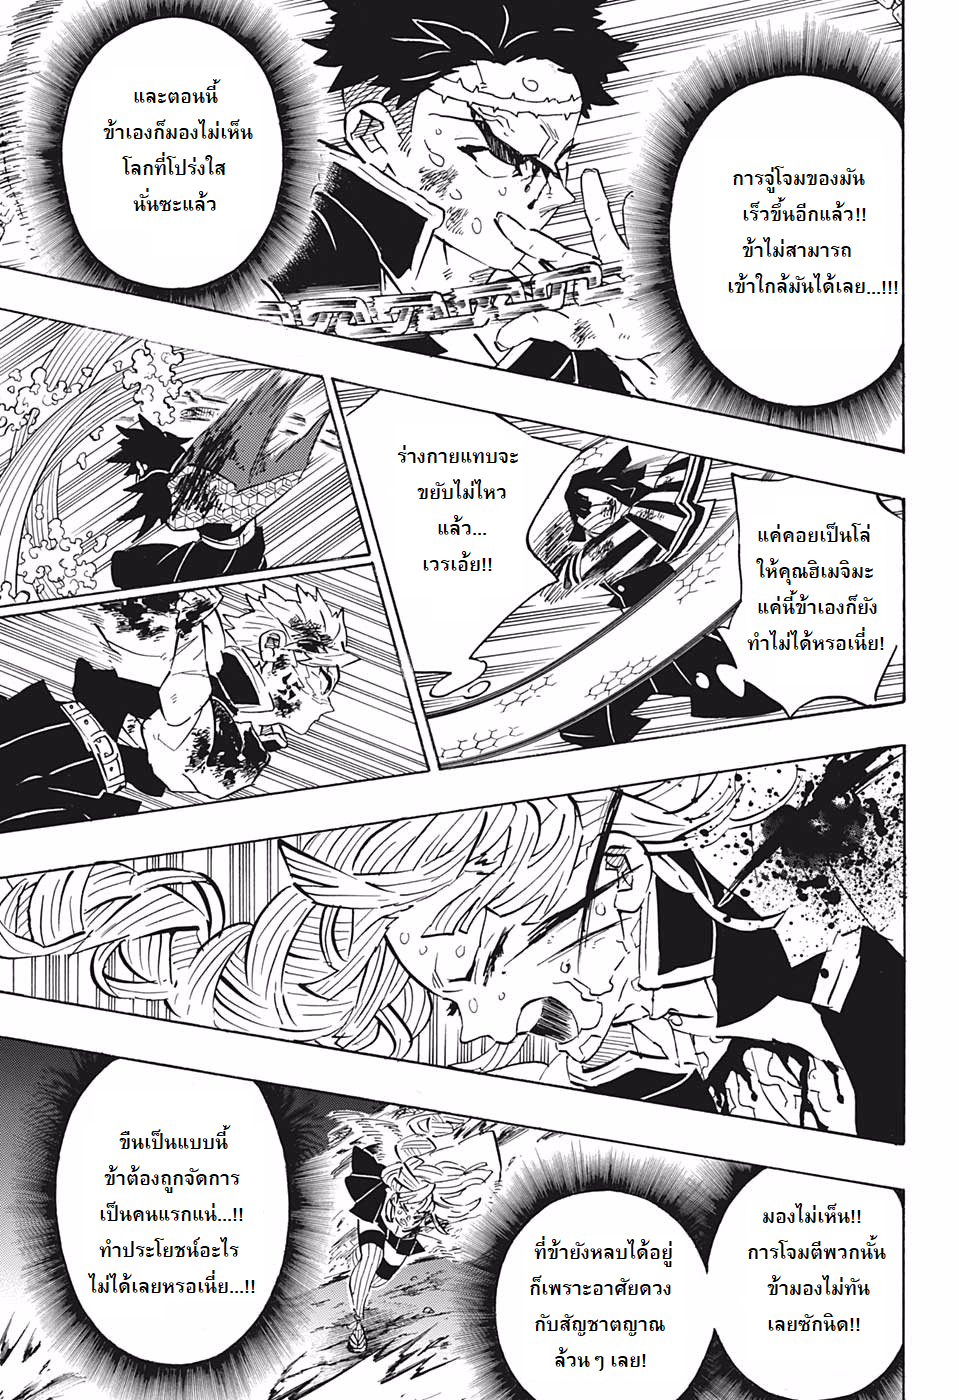 การจู่โจมของมัน
เร็วขึ้นอีกแล้ว!!
ข้าไม่สามารถ
เข้าใกล้มันได้เลย...!!!
และตอนนี้
ข้าเองก็มองไม่เห็น
โลกที่โปร่งใส
นั่นซะแล้ว
แค่คอยเป็นโล่
ให้คุณฮิเมจิมะ
แค่นี้ข้าเองก็ยัง
ทำไม่ได้หรอเนี่ย!
ร่างกายแทบจะ
ขยับไม่ไหว
แล้ว...
เวรเอ้ย!!
มองไม่เห็น!!
การโจมตีพวกนั้น
ข้ามองไม่ทัน
เลยซักนิด!!
ที่ข้ายังหลบได้อยู่
ก็เพราะอาศัยดวง
กับสัญชาตญาณ
ล้วนๆ เลย!
ขืนเป็นแบบนี้
ข้าต้องถูกจัดการ
เป็นคนแรกแน่...!!
ทำประโยชน์อะไร
ไม่ได้เลยหรอเนี่ย...!!